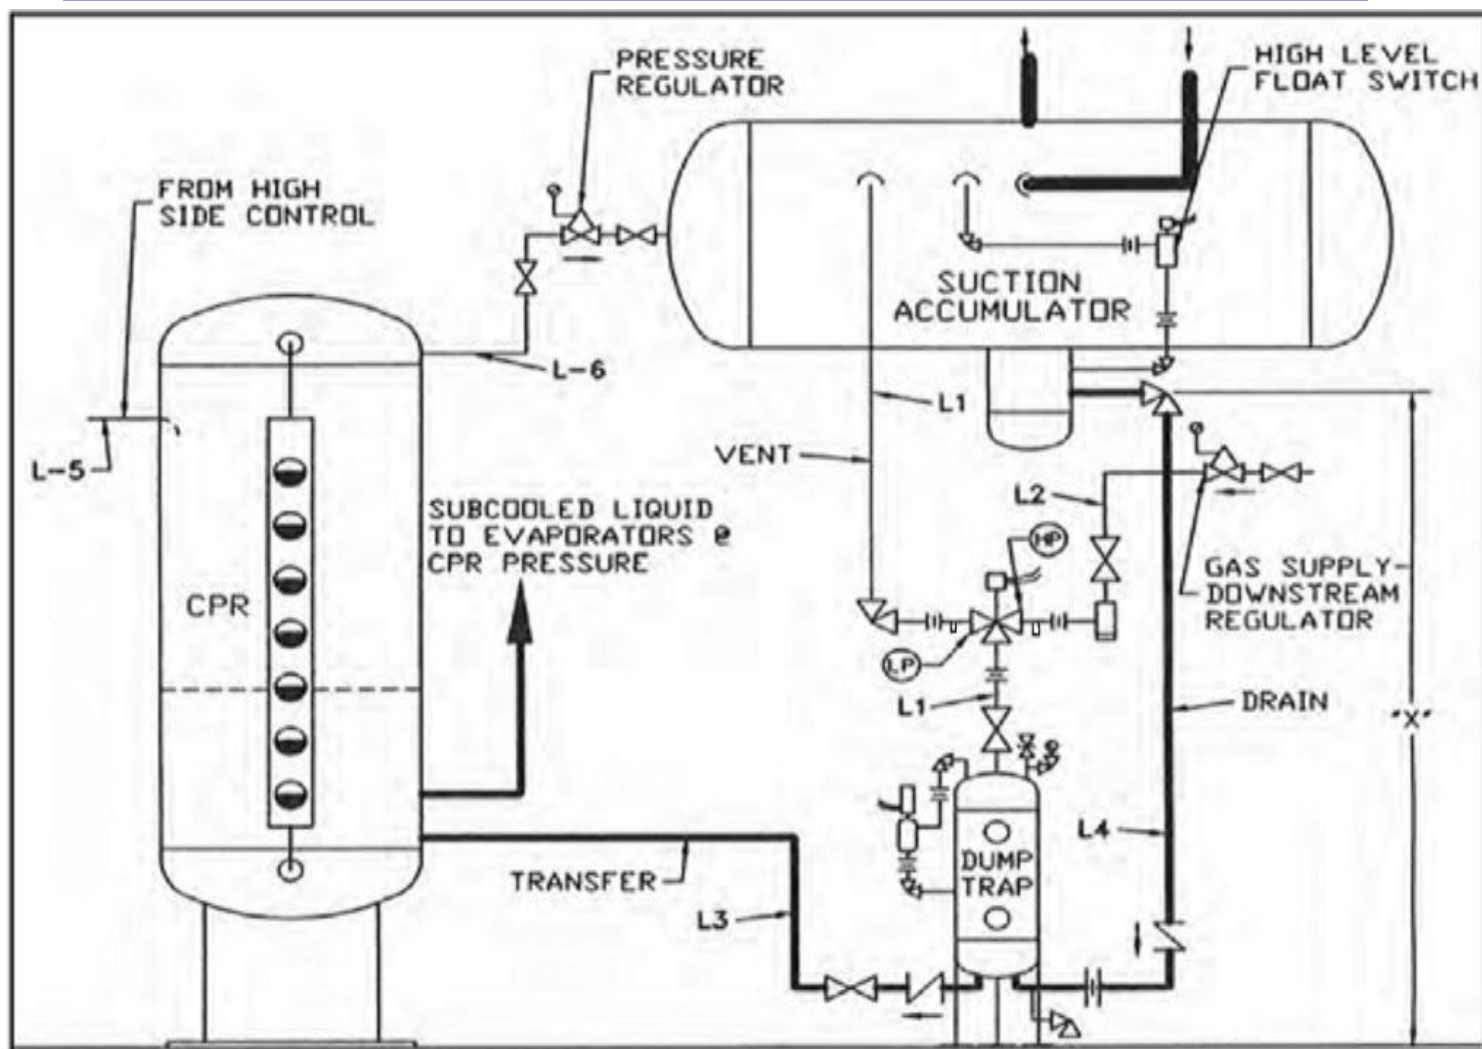 PRESSURE
REGULATOR
HIGH LEVEL
FLOAT SWITCH
FROM HIGH
SIDE CONTROL
SUCTION
ACCUMULATOR
L-6
L1
L-5
VENT
L2
SUBCOOLED LIQUID
TO EVAPORATORS @
CPR PRESSURE
HP
GAS SUPPLY
DOWNSTREAM
REGULATOR
CPR
LP
L1
DRAIN
"X"
L4
DUMP
TRAP
TRANSFER
L3